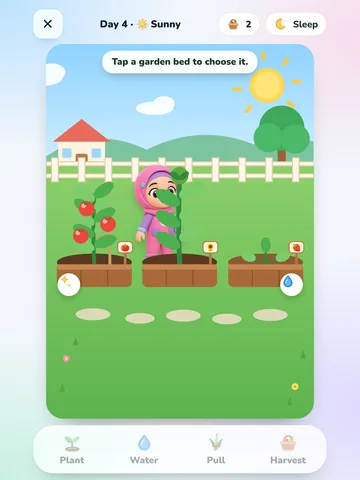 Day 4 · Sunny
2
Sleep
Tap a garden bed to choose it.
Plant
Water
Pull
Harvest